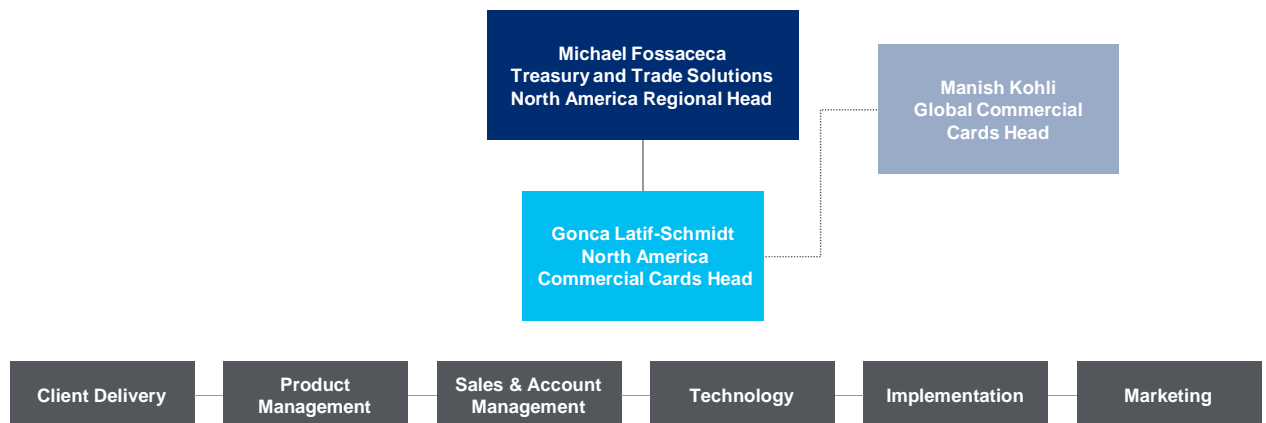 Michael Fossaceca
Treasury and Trade Solutions
North America Regional Head
Manish Kohli
Global Commercial
Cards Head
Gonca Latif-Schmidt
North America
Commercial Cards Head
Client Delivery
Product
Management
Sales & Account
Management
Technology
Implementation
Marketing